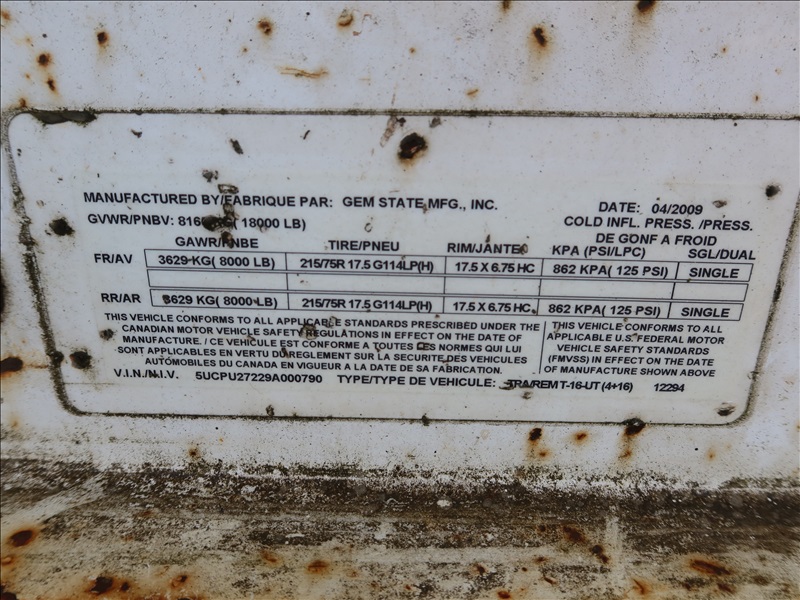 MANUFACTURED BY/FABRIQUE PAR: GEM STATE MFG., INC. DATE: 04/2009
GVWR/PNBV: KG( 18000 LB) COLD INFL. PRESS. /PRESS.
DE GONF A FROID
GAWR/PNBE TIRE/PNEU RIM/JANTE KPA (PSI/LPC) SGL/DUAL
FR/AV 3629 KG( 8000 LB) 215/75R 17.5 G114LP(H) 17.5 X 6.75 HC 862 KPA( 125 PSI) SINGLE
RR/AR 3629 KG( 8000 LB) 215/75R 17.5 G114LP(H) 17.5 X 6.75 HC 862 KPA( 125 PSI) SINGLE
THIS VEHICLE CONFORMS TO ALL APPLICABLE STANDARDS PRESCRIBED UNDER THE
CANADIAN MOTOR VEHICLE SAFETY REGULATIONS IN EFFECT ON THE DATE OF
MANUFACTURE. / CE VEHICULE EST CONFORME A TOUTES CES NORMES QUI LUI
SONT APPLICABLES EN VERTU DU REGLEMENT SUR LA SECURITE DES VEHICULES
AUTOMOBILES DU CANADA EN VIGUEUR A LA DATE DE SA FABRICATION.
THIS VEHICLE CONFORMS TO ALL
APPLICABLE U.S. FEDERAL MOTOR
VEHICLE SAFETY STANDARDS
(FMVSS) IN EFFECT ON THE DATE
OF MANUFACTURE SHOWN ABOVE
V.I.N./N.I.V. 5UCPU27229A000790 TYPE/TYPE DE VEHICULE: TRA/REM T-16-UT (4+16) 12294